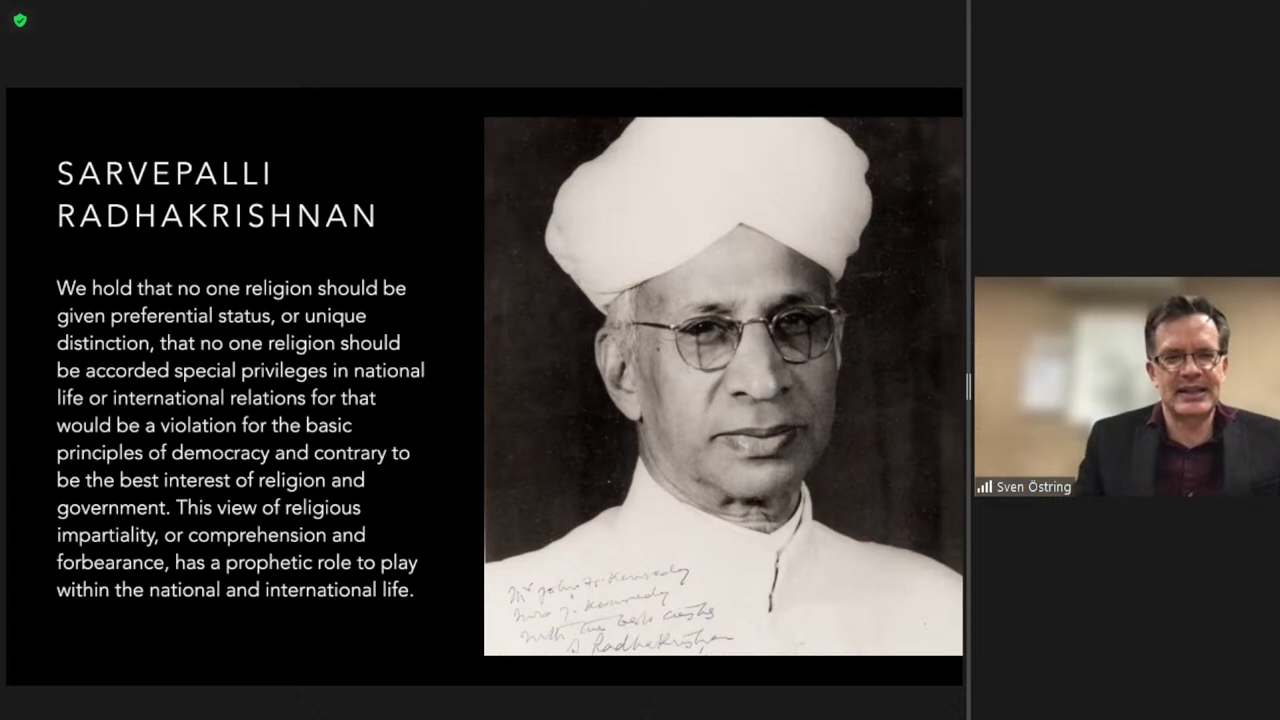 SARVEPALLI
RADHAKRISHNAN
We hold that no one religion should be
given preferential status, or unique
distinction, that no one religion should
be accorded special privileges in national
life or international relations for that
would be a violation for the basic
principles of democracy and contrary to
be the best interest of religion and
government. This view of religious
impartiality, or comprehension and
forbearance, has a prophetic role to play
within the national and international life.
Mr John F. Kennedy
Mrs J. Kennedy
with the best wishes
S. Radhakrishnan
Sven Östring